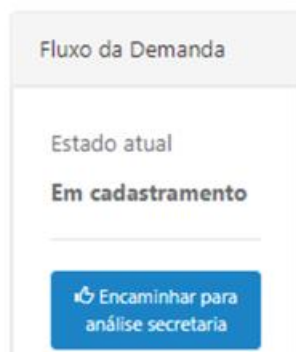 Fluxo da Demanda
Estado atual
Em cadastramento
Encaminhar para
análise secretaria